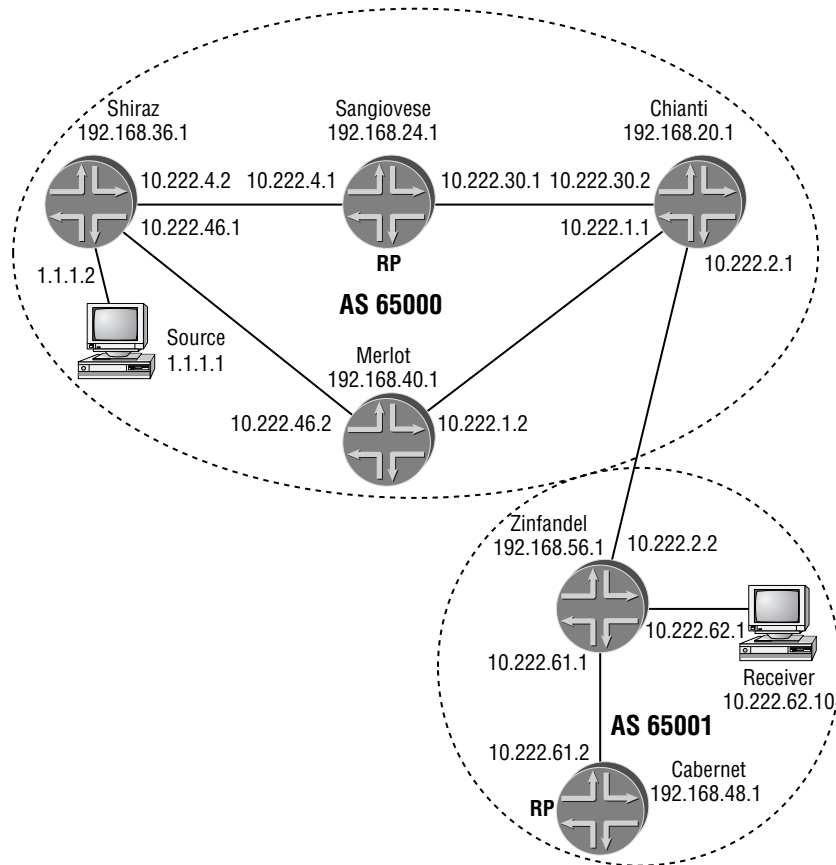 Shiraz
192.168.36.1
Sangiovese
192.168.24.1
Chianti
192.168.20.1
10.222.4.2
10.222.4.1
10.222.30.1
10.222.30.2
10.222.46.1
10.222.1.1
1.1.1.2
RP
10.222.2.1
AS 65000
Source
1.1.1.1
Merlot
192.168.40.1
10.222.46.2
10.222.1.2
Zinfandel
192.168.56.1
10.222.2.2
10.222.62.1
10.222.61.1
Receiver
10.222.62.10
AS 65001
10.222.61.2
Cabernet
192.168.48.1
RP